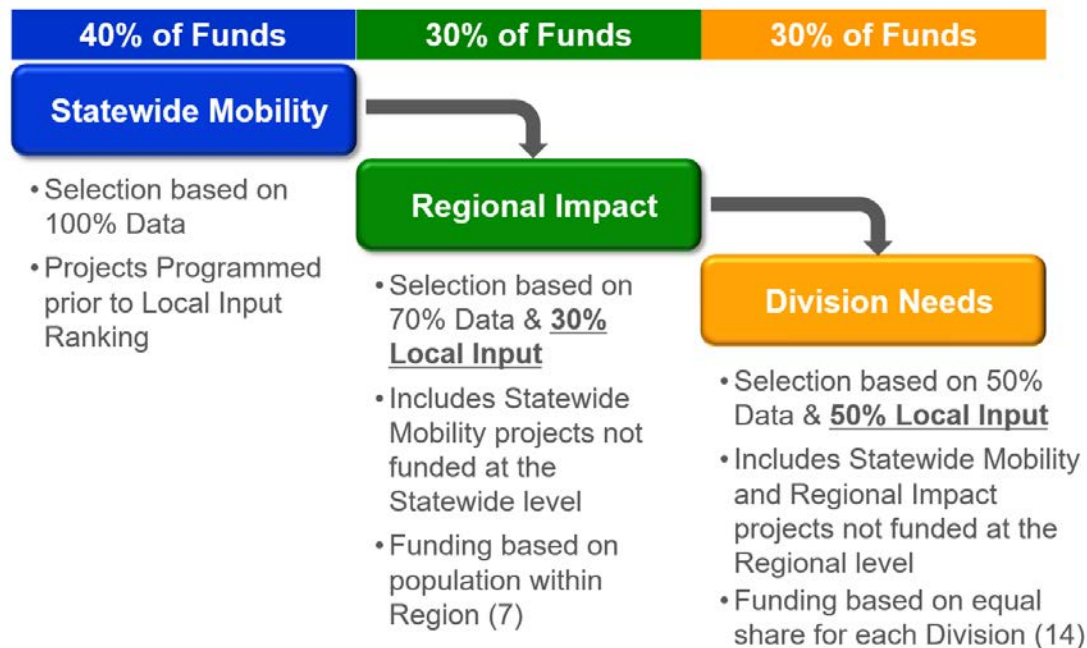 40% of Funds
30% of Funds
30% of Funds
Statewide Mobility
• Selection based on
100% Data
• Projects Programmed
prior to Local Input
Ranking
Regional Impact
• Selection based on
70% Data & 30%
Local Input
• Includes Statewide
Mobility projects not
funded at the
Statewide level
• Funding based on
population within
Region (7)
Division Needs
• Selection based on 50%
Data & 50% Local Input
• Includes Statewide Mobility
and Regional Impact
projects not funded at the
Regional level
• Funding based on equal
share for each Division (14)